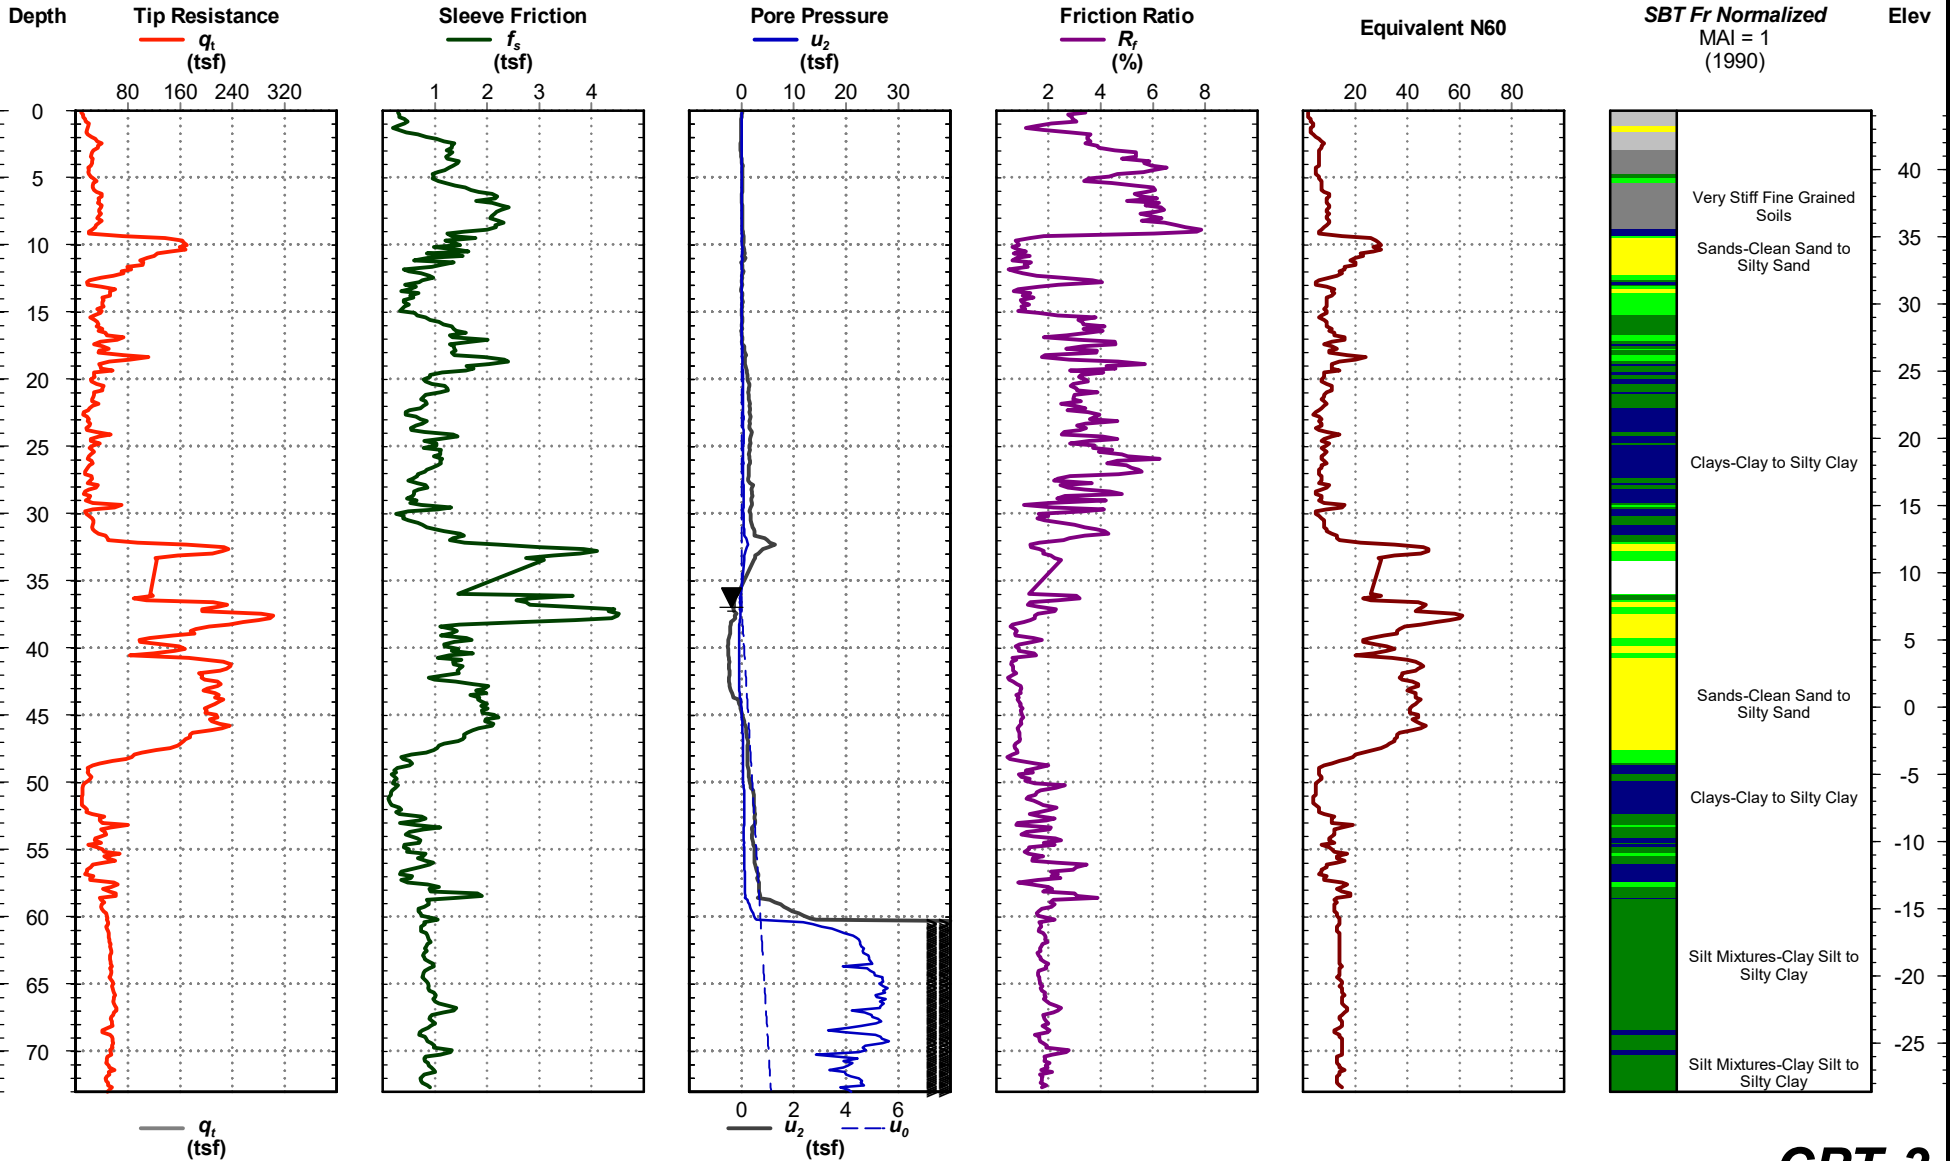 Depth
Tip Resistance
qt
(tsf)
Sleeve Friction
fs
(tsf)
Pore Pressure
u2
(tsf)
Friction Ratio
Rf
(%)
Equivalent N60
SBT Fr Normalized
MAI = 1
(1990)
Elev
80 160 240 320
1 2 3 4
0 10 20 30
2 4 6 8
20 40 60 80
0
5
10
15
20
25
30
35
40
45
50
55
60
65
70
Very Stiff Fine Grained
Soils
Sands-Clean Sand to
Silty Sand
Clays-Clay to Silty Clay
Sands-Clean Sand to
Silty Sand
Clays-Clay to Silty Clay
Silt Mixtures-Clay Silt to
Silty Clay
Silt Mixtures-Clay Silt to
Silty Clay
40
35
30
25
20
15
10
5
0
-5
-10
-15
-20
-25
0 2 4 6
qt
(tsf)
u2
(tsf)
u0